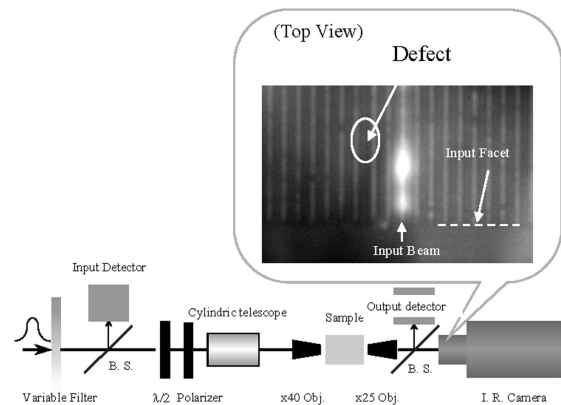 (Top View)
Defect
Input Facet
Input Beam
Input Detector
Cylindric telescope
Sample
Output detector
B. S.
B. S.
Variable Filter
λ/2 Polarizer
x40 Obj.
x25 Obj.
I. R. Camera